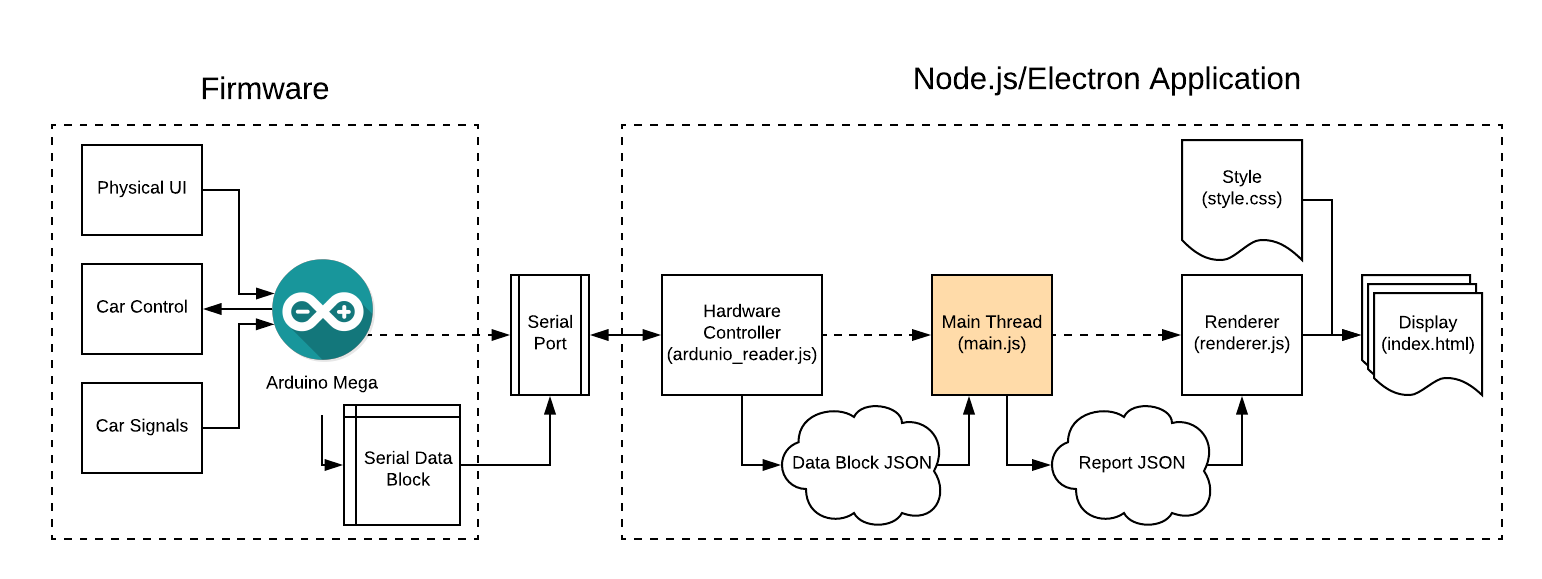 Firmware
Node.js/Electron Application
Physical UI
Car Control
Car Signals
Arduino Mega
Serial Data
Block
Serial
Port
Hardware
Controller
(ardunio_reader.js)
Data Block JSON
Main Thread
(main.js)
Report JSON
Style
(style.css)
Renderer
(renderer.js)
Display
(index.html)